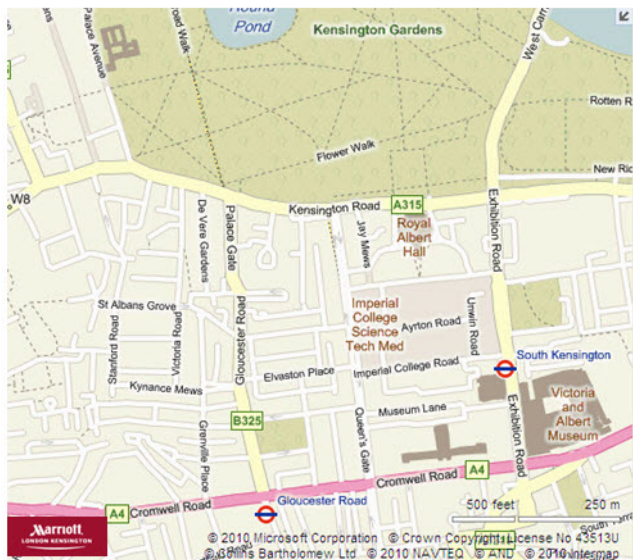 Round
Pond
Kensington Gardens
West Carri
Palace Avenue
Road Walk
Rotten R
Flower Walk
New Rid
W8
Kensington Road
A315
Exhibition Road
De Vere Gardens
Palace Gate
Jay Mews
Royal
Albert
Hall
St Albans Grove
Stanford Road
Victoria Road
Gloucester Road
Imperial
College
Science
Tech Med
Ayrton Road
Unwin Road
South Kensington
Elvaston Place
Imperial College Road
Kynance Mews
Museum Lane
Victoria
and
Albert
Museum
B325
Grenville Place
Queen's Gate
Exhibition Road
Cromwell Road
A4
A4
Cromwell Road
Gloucester Road
500 feet
250 m
Marriott
LONDON KENSINGTON
© 2010 Microsoft Corporation © Crown Copyright License No 43513U
© Collins Bartholomew Ltd © 2010 NAVTEQ © AND © 2010 Intermap